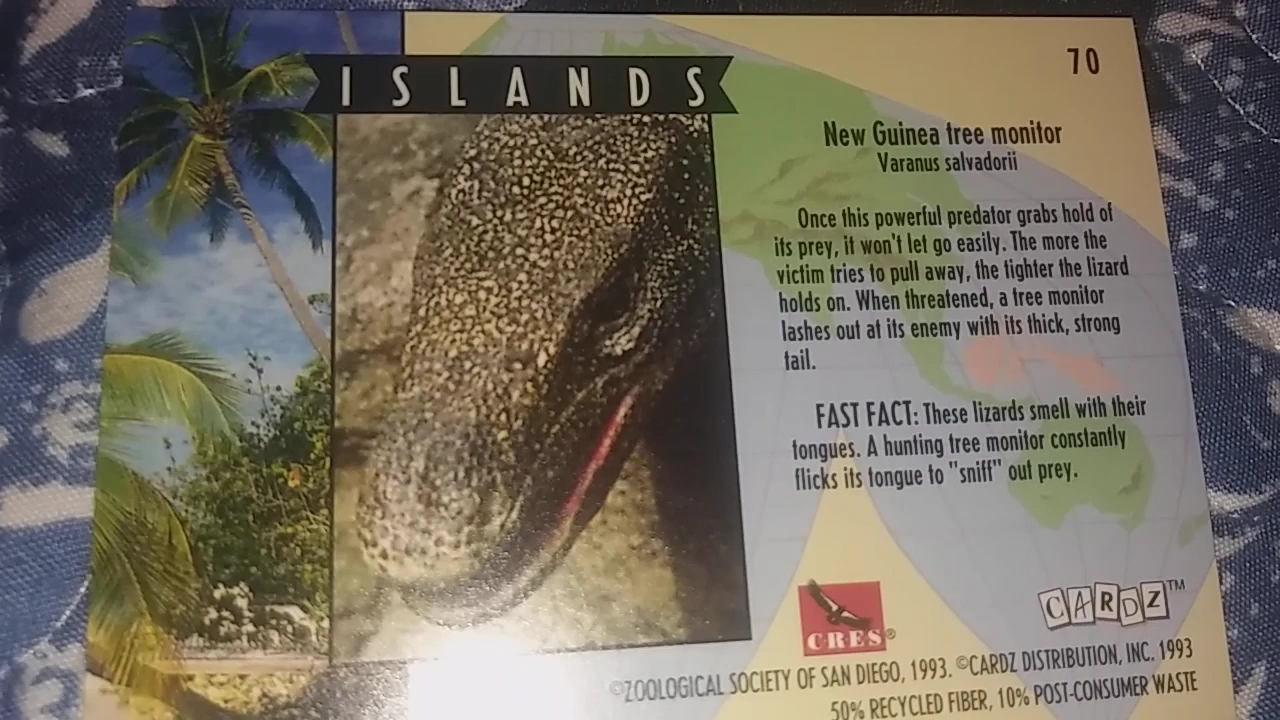 70
ISLANDS
New Guinea tree monitor
Varanus salvadorii
Once this powerful predator grabs hold of
its prey, it won't let go easily. The more the
victim tries to pull away, the tighter the lizard
holds on. When threatened, a tree monitor
lashes out at its enemy with its thick, strong
tail.
FAST FACT: These lizards smell with their
tongues. A hunting tree monitor constantly
flicks its tongue to "sniff" out prey.
CRES®
CARDZ™
©ZOOLOGICAL SOCIETY OF SAN DIEGO, 1993. ©CARDZ DISTRIBUTION, INC. 1993
50% RECYCLED FIBER, 10% POST-CONSUMER WASTE